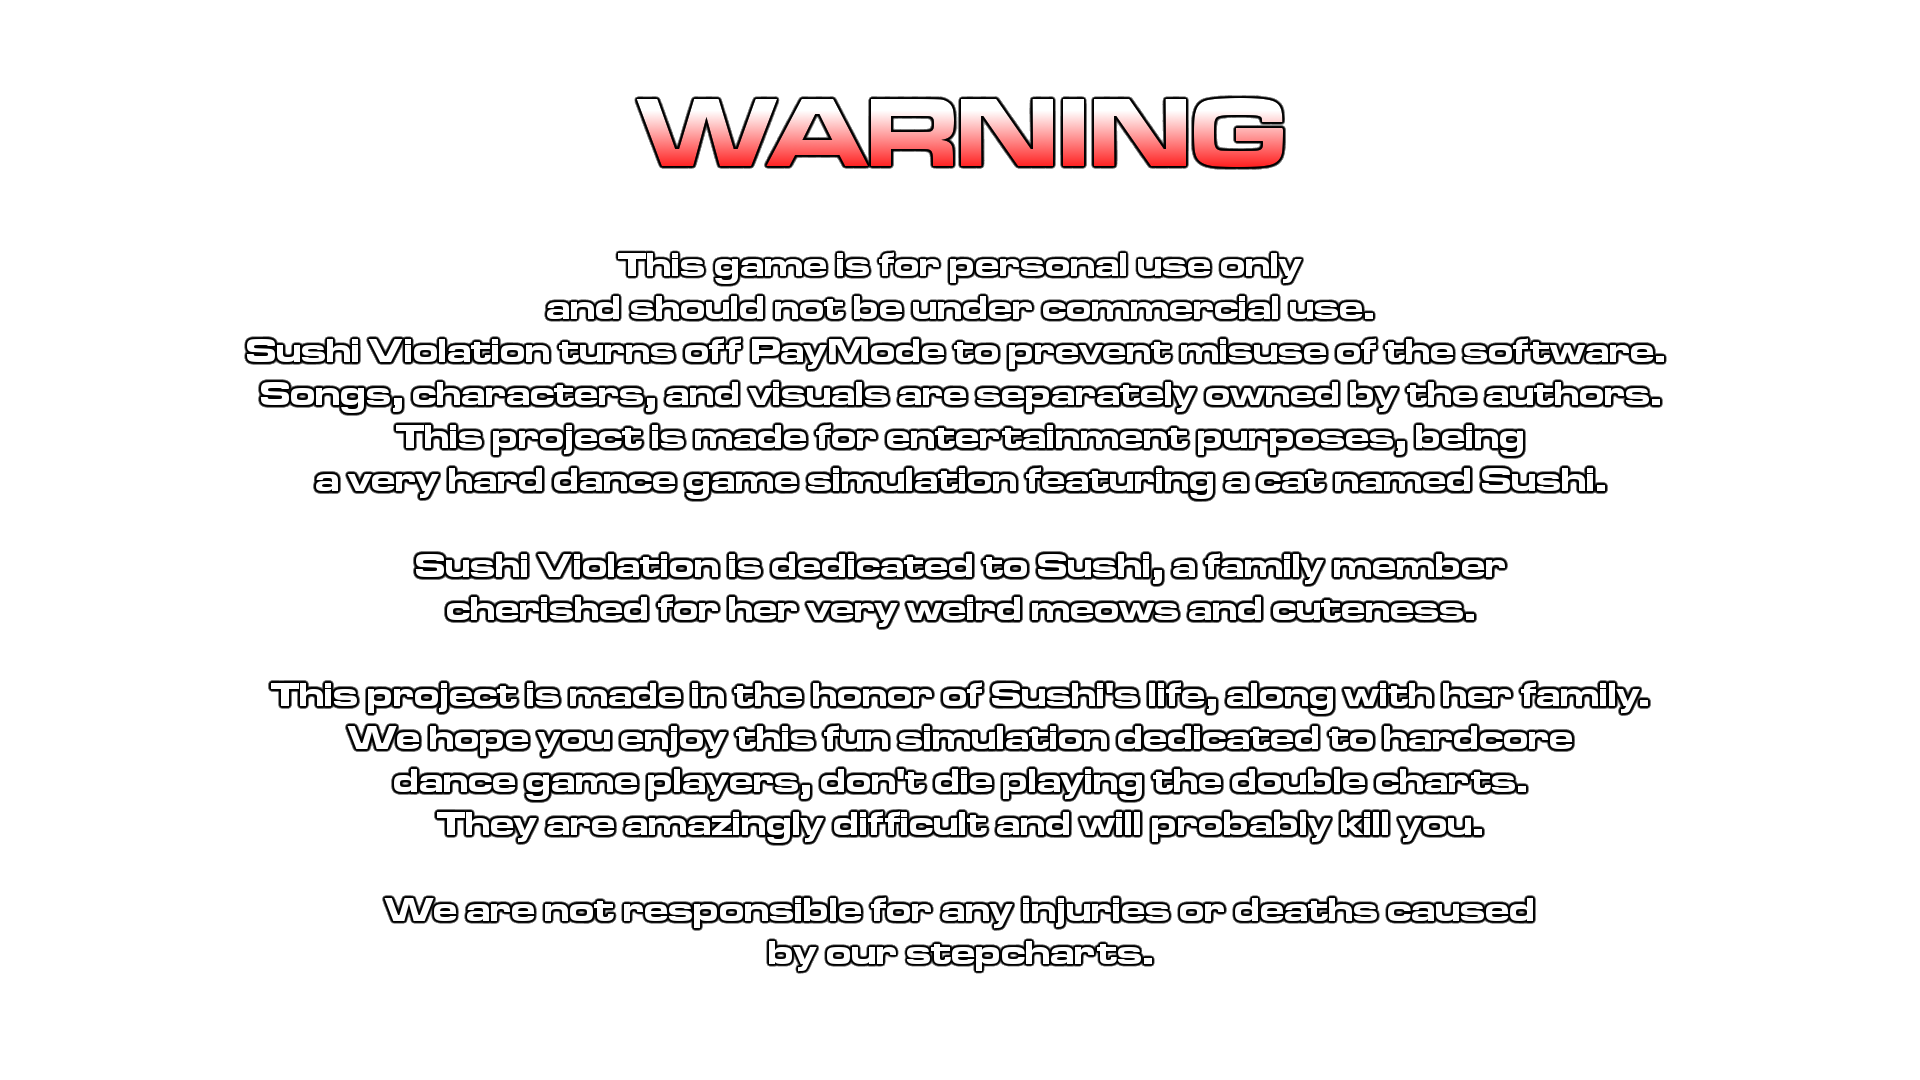 WARNING
This game is for personal use only
and should not be under commercial use.
Sushi Violation turns off PayMode to prevent misuse of the software.
Songs, characters, and visuals are separately owned by the authors.
This project is made for entertainment purposes, being
a very hard dance game simulation featuring a cat named Sushi.
Sushi Violation is dedicated to Sushi, a family member
cherished for her very weird meows and cuteness.
This project is made in the honor of Sushi's life, along with her family.
We hope you enjoy this fun simulation dedicated to hardcore
dance game players, don't die playing the double charts.
They are amazingly difficult and will probably kill you.
We are not responsible for any injuries or deaths caused
by our stepcharts.